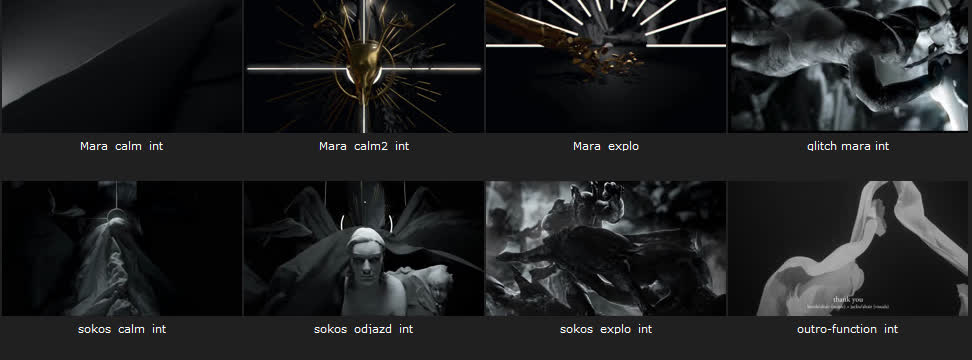 Mara calm int
Mara calm2 int
Mara explo
glitch mara int
thank you
sokos calm int
sokos odjazd int
sokos explo int
outro-function int